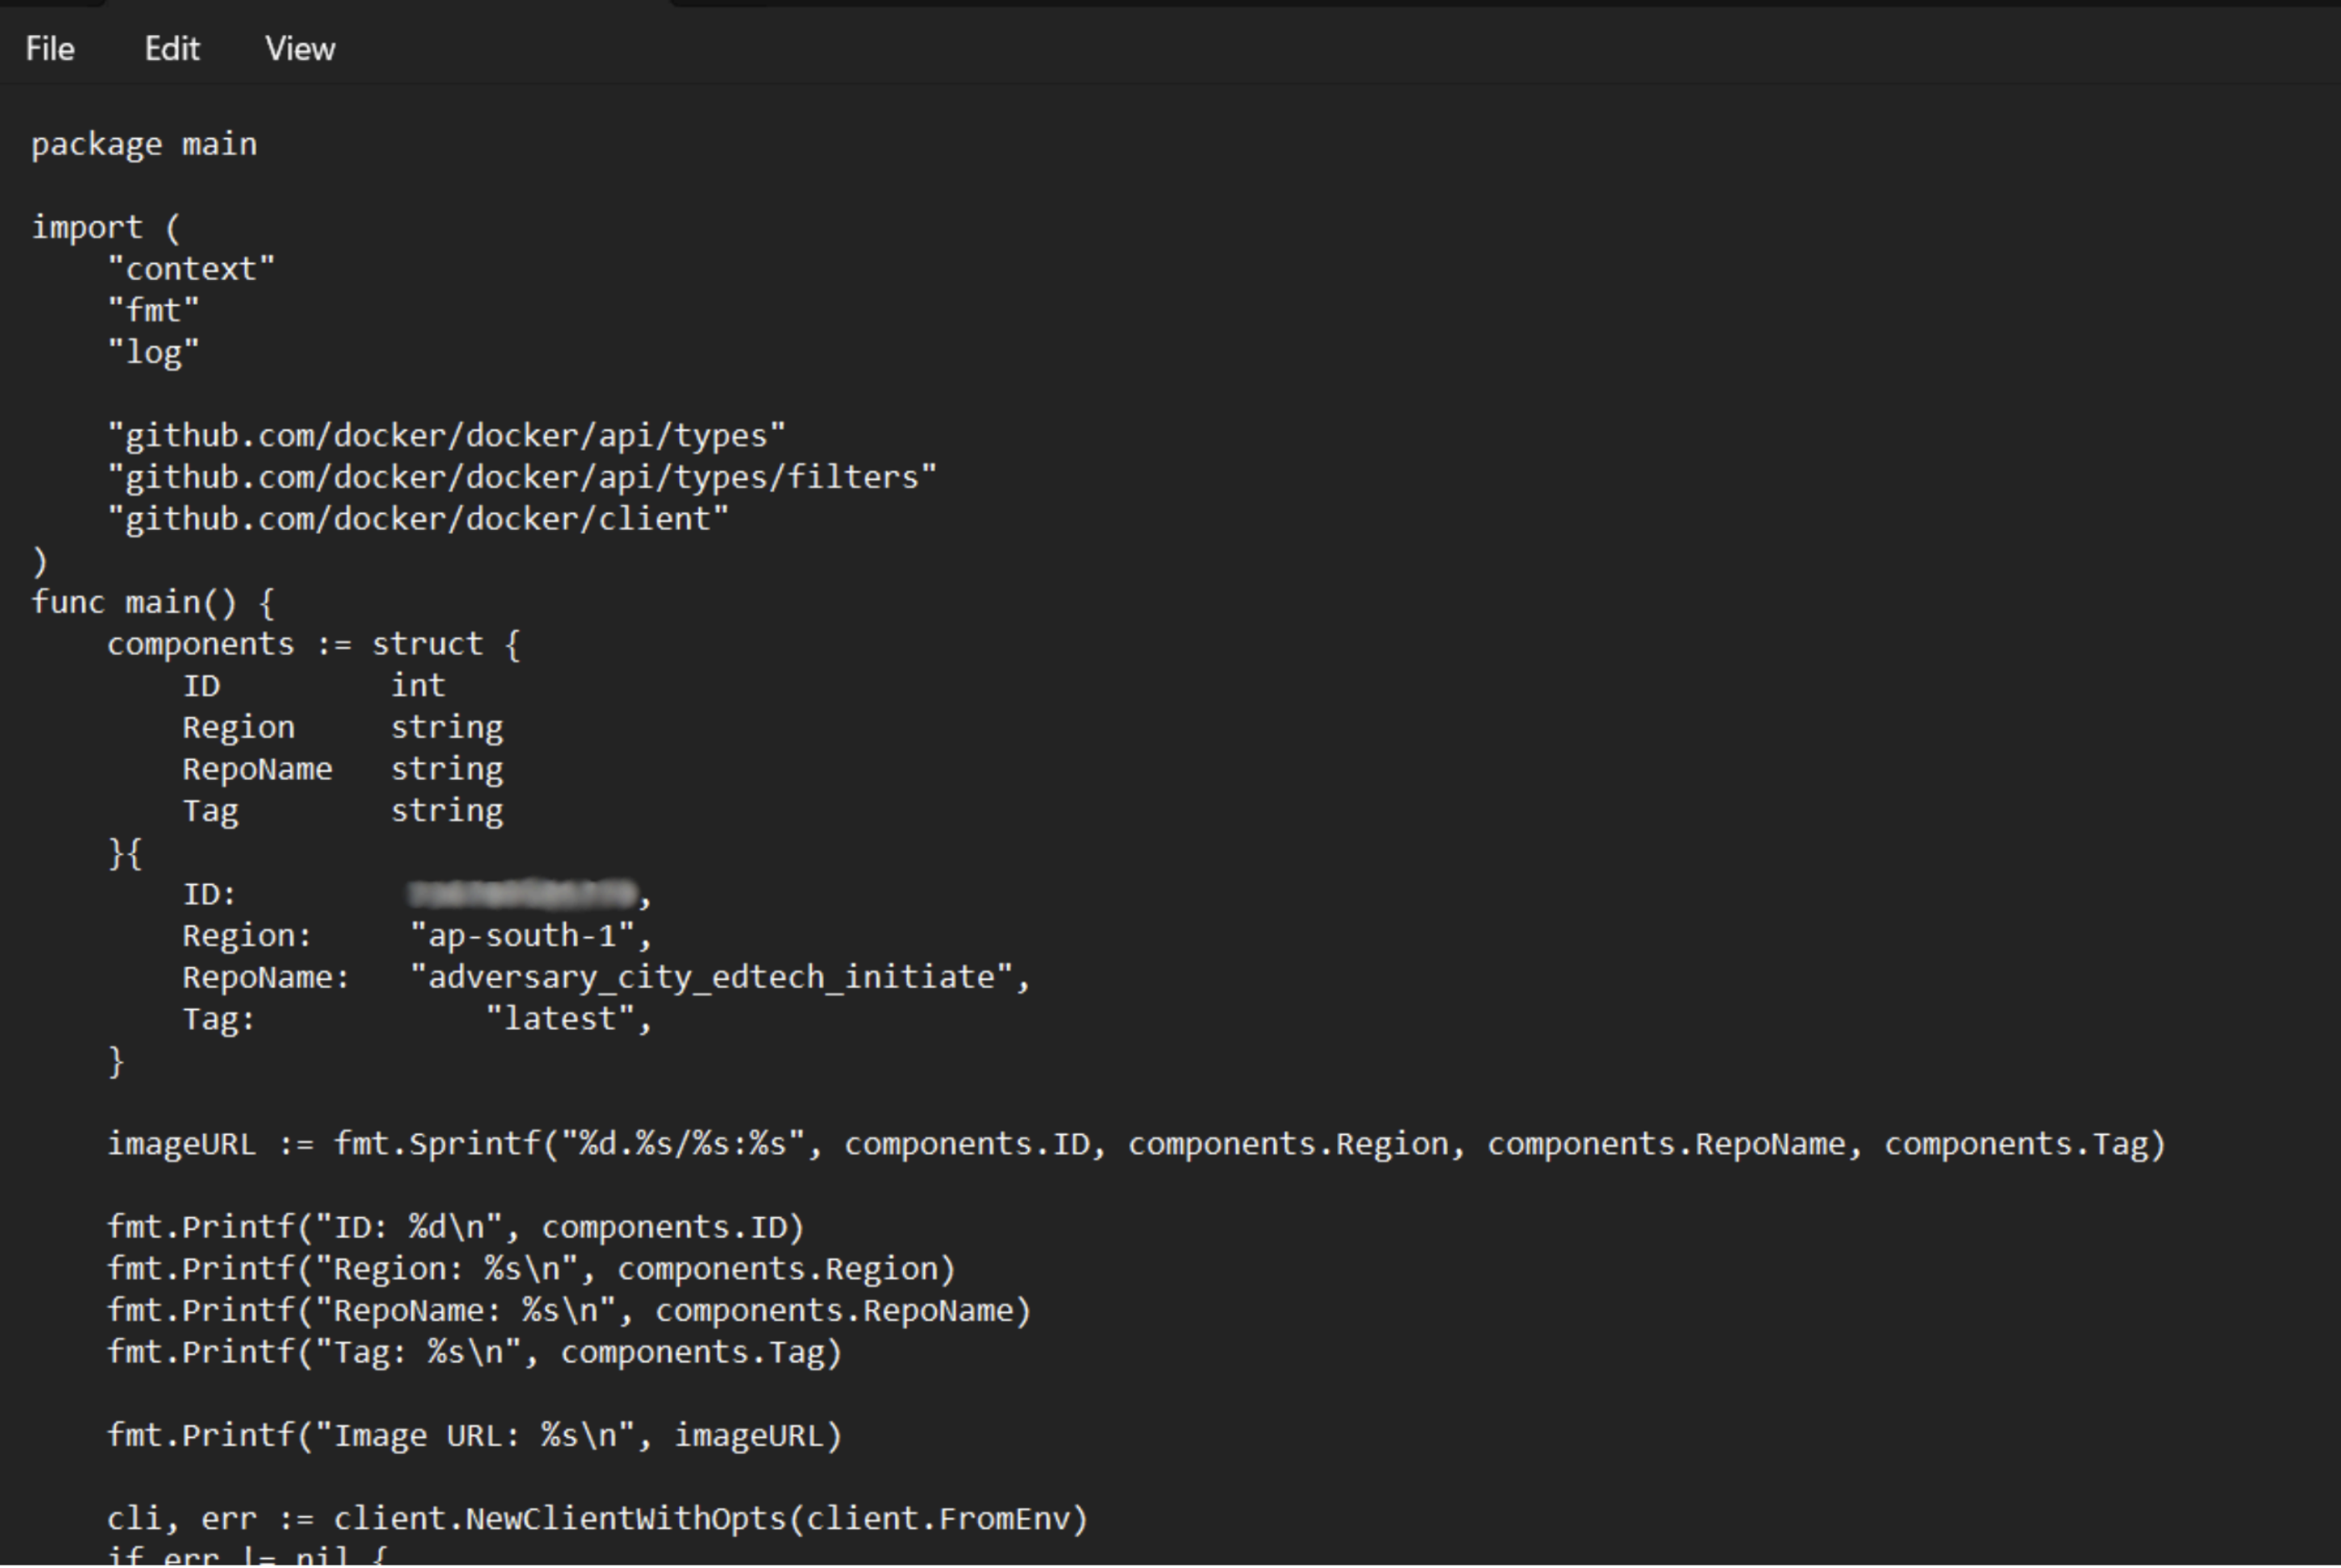 File Edit View
package main
import (
"context"
"fmt"
"log"
"github.com/docker/docker/api/types"
"github.com/docker/docker/api/types/filters"
"github.com/docker/docker/client"
)
func main() {
components := struct {
ID int
Region string
RepoName string
Tag string
}{
ID: ,
Region: "ap-south-1",
RepoName: "adversary_city_edtech_initiate",
Tag: "latest",
}
imageURL := fmt.Sprintf("%d.%s/%s:%s", components.ID, components.Region, components.RepoName, components.Tag)
fmt.Printf("ID: %d\n", components.ID)
fmt.Printf("Region: %s\n", components.Region)
fmt.Printf("RepoName: %s\n", components.RepoName)
fmt.Printf("Tag: %s\n", components.Tag)
fmt.Printf("Image URL: %s\n", imageURL)
cli, err := client.NewClientWithOpts(client.FromEnv)
if err != nil {